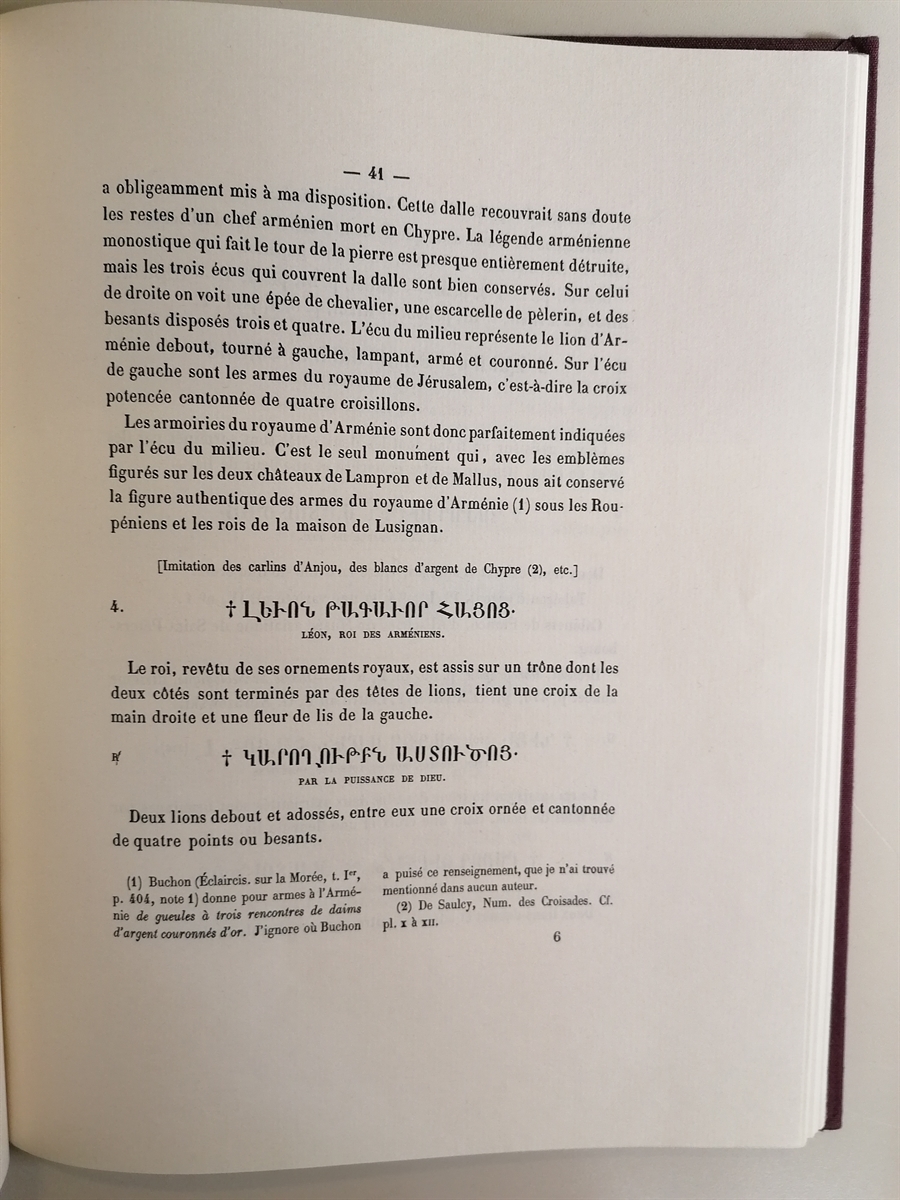 — 41 —
a obligeamment mis à ma disposition. Cette dalle recouvrait sans doute
les restes d'un chef arménien mort en Chypre. La légende arménienne
monostique qui fait le tour de la pierre est presque entièrement détruite,
mais les trois écus qui couvrent la dalle sont bien conservés. Sur celui
de droite on voit une épée de chevalier, une escarcelle de pèlerin, et des
besants disposés trois et quatre. L'écu du milieu représente le lion d'Ar-
ménie debout, tourné à gauche, lampant, armé et couronné. Sur l'écu
de gauche sont les armes du royaume de Jérusalem, c'est-à-dire la croix
potencée cantonnée de quatre croisillons.
Les armoiries du royaume d'Arménie sont donc parfaitement indiquées
par l'écu du milieu. C'est le seul monument qui, avec les emblèmes
figurés sur les deux châteaux de Lampron et de Mallus, nous ait conservé
la figure authentique des armes du royaume d'Arménie (1) sous les Rou-
péniens et les rois de la maison de Lusignan.
[Imitation des carlins d'Anjou, des blancs d'argent de Chypre (2), etc.]
4. † ԼԵՒՈՆ ԹԱԳԱՒՈՐ ՀԱՅՈՑ·
LÉON, ROI DES ARMÉNIENS.
Le roi, revêtu de ses ornements royaux, est assis sur un trône dont les
deux côtés sont terminés par des têtes de lions, tient une croix de la
main droite et une fleur de lis de la gauche.
℟ † ԿԱՐՈՂՈՒԹԲՆ ԱՍՏՈՒԾՈՅ·
PAR LA PUISSANCE DE DIEU.
Deux lions debout et adossés, entre eux une croix ornée et cantonnée
de quatre points ou besants.
(1) Buchon (Éclaircis. sur la Morée, t. Ier,
p. 404, note 1) donne pour armes à l'Armé-
nie de gueules à trois rencontres de daims
d'argent couronnés d'or. J'ignore où Buchon
a puisé ce renseignement, que je n'ai trouvé
mentionné dans aucun auteur.
(2) De Saulcy, Num. des Croisades. Cf.
pl. X à XII.
6